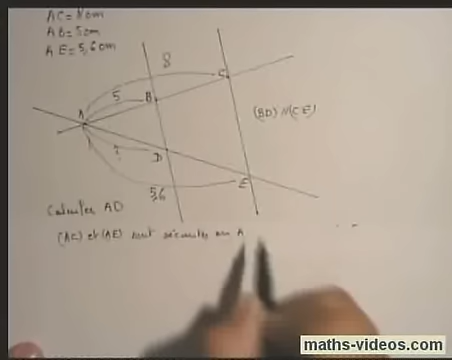 AC = 8cm
AB = 5cm
AE = 5,6cm
8
C
5
B
A
(BD) // (CE)
?
D
E
5,6
Calculer AD
(AC) et (AE) sont sécantes en A
maths-videos.com